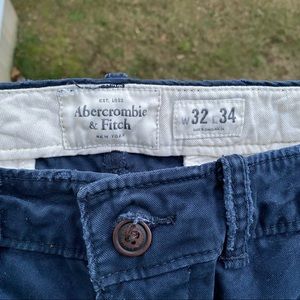 EST. 1892
Abercrombie
& Fitch
NEW YORK
W 32 L 34